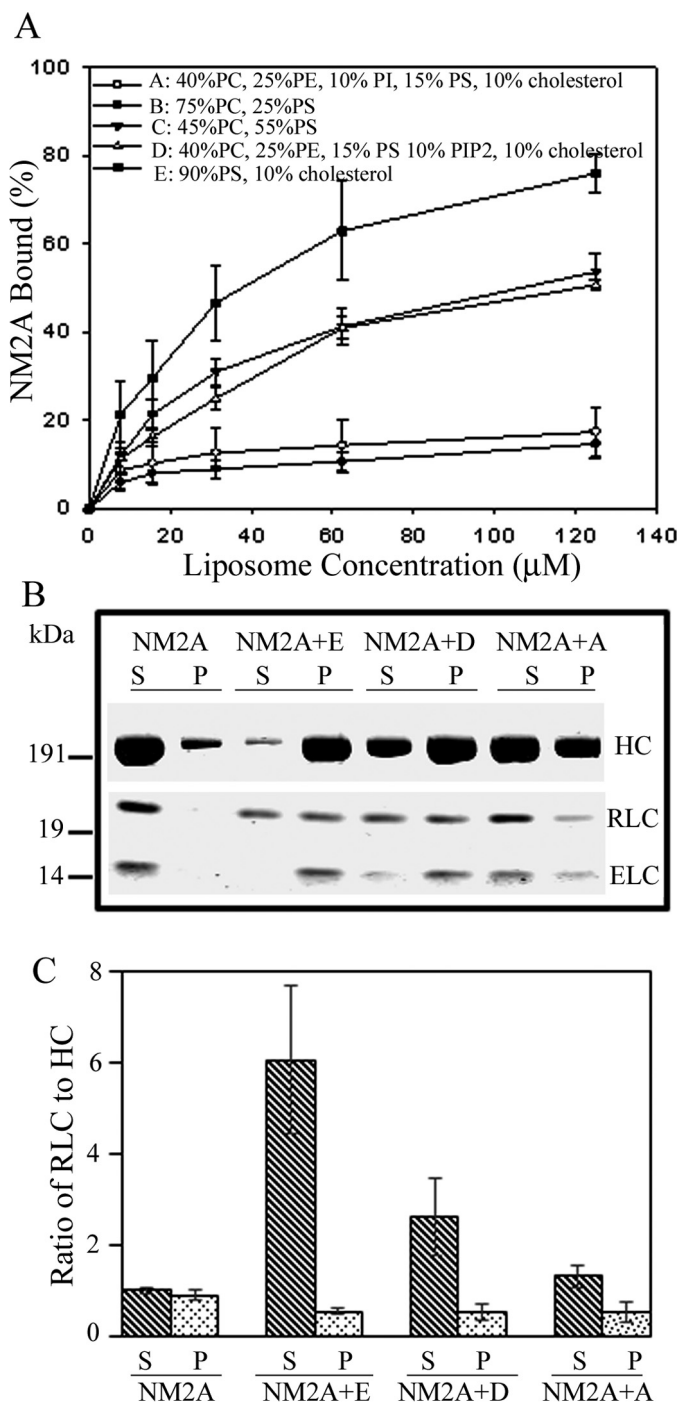 A
100
80
60
40
20
0
NM2A Bound (%)
A: 40%PC, 25%PE, 10% PI, 15% PS, 10% cholesterol
B: 75%PC, 25%PS
C: 45%PC, 55%PS
D: 40%PC, 25%PE, 15% PS 10% PIP2, 10% cholesterol
E: 90%PS, 10% cholesterol
0 20 40 60 80 100 120 140
Liposome Concentration (μM)
B
kDa
NM2A NM2A+E NM2A+D NM2A+A
S P S P S P S P
191 HC
RLC
19
14 ELC
C
8
6
4
2
0
Ratio of RLC to HC
S P S P S P S P
NM2A NM2A+E NM2A+D NM2A+A